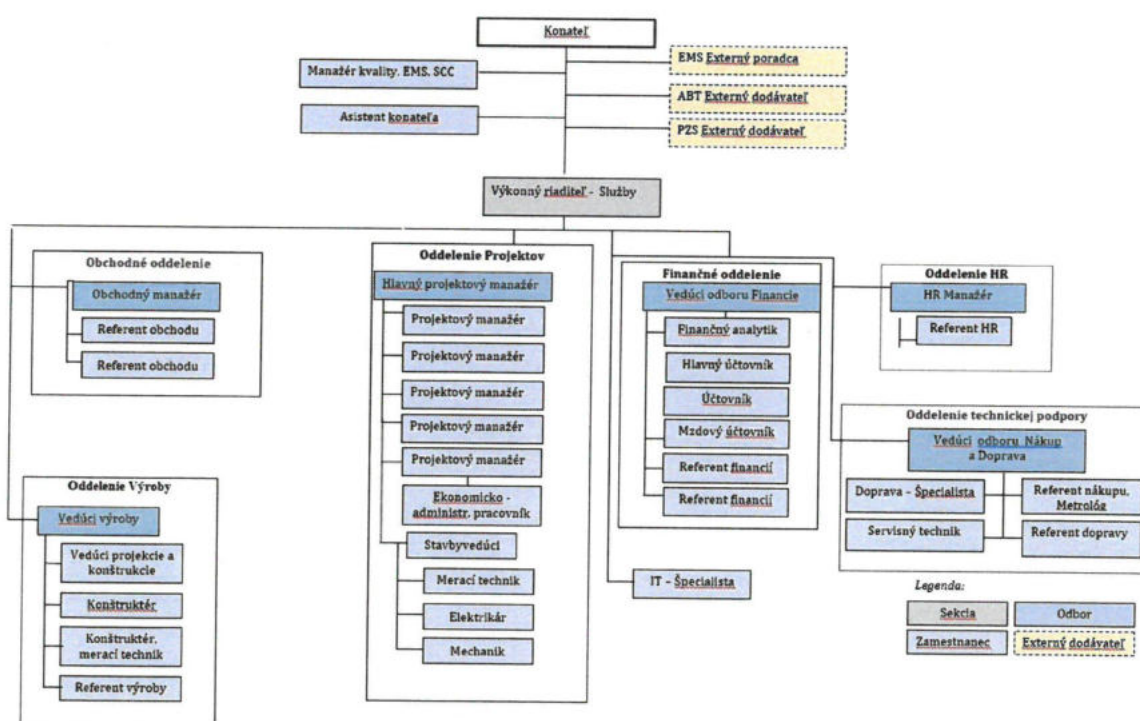 Konateľ
Manažér kvality. EMS. SCC
Asistent konateľa
EMS Externý poradca
ABT Externý dodávateľ
PZS Externý dodávateľ
Výkonný riaditeľ - Služby
Obchodné oddelenie
Obchodný manažér
Referent obchodu
Referent obchodu
Oddelenie Výroby
Vedúci výroby
Vedúci projekcie a
konštrukcie
Konštruktér
Konštruktér.
merací technik
Referent výroby
Oddelenie Projektov
Hlavný projektový manažér
Projektový manažér
Projektový manažér
Projektový manažér
Projektový manažér
Projektový manažér
Ekonomicko -
administr. pracovník
Stavbyvedúci
Merací technik
Elektrikár
Mechanik
Finančné oddelenie
Vedúci odboru Financie
Finančný analytik
Hlavný účtovník
Účtovník
Mzdový účtovník
Referent financií
Referent financií
IT - Špecialista
Oddelenie HR
HR Manažér
Referent HR
Oddelenie technickej podpory
Vedúci odboru Nákup
a Doprava
Doprava - Špecialista
Referent nákupu.
Metrológ
Servisný technik
Referent dopravy
Legenda:
Sekcia
Odbor
Zamestnanec
Externý dodávateľ